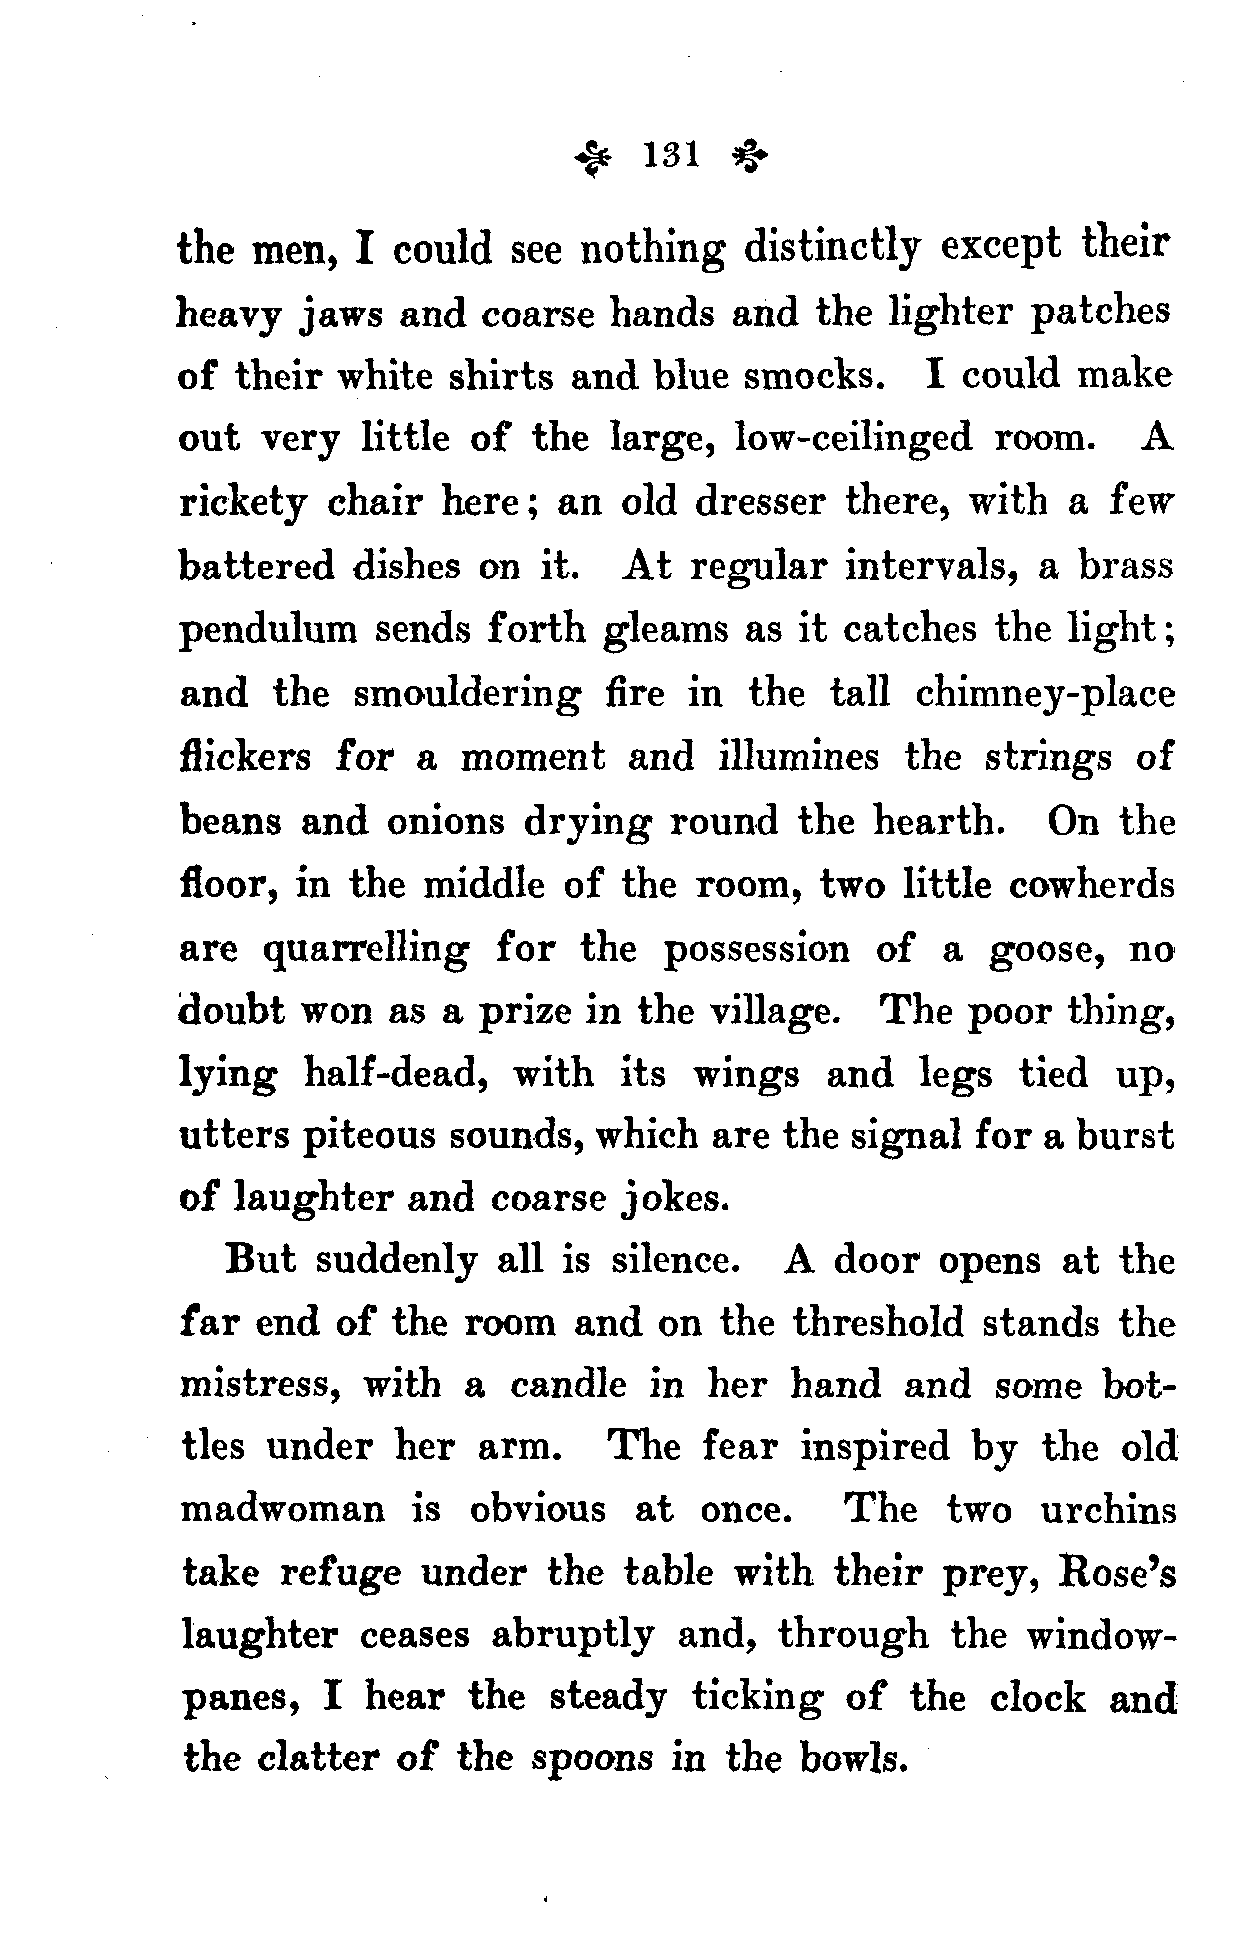 131
the men, I could see nothing distinctly except their
heavy jaws and coarse hands and the lighter patches
of their white shirts and blue smocks. I could make
out very little of the large, low-ceilinged room. A
rickety chair here; an old dresser there, with a few
battered dishes on it. At regular intervals, a brass
pendulum sends forth gleams as it catches the light;
and the smouldering fire in the tall chimney-place
flickers for a moment and illumines the strings of
beans and onions drying round the hearth. On the
floor, in the middle of the room, two little cowherds
are quarrelling for the possession of a goose, no
doubt won as a prize in the village. The poor thing,
lying half-dead, with its wings and legs tied up,
utters piteous sounds, which are the signal for a burst
of laughter and coarse jokes.
But suddenly all is silence. A door opens at the
far end of the room and on the threshold stands the
mistress, with a candle in her hand and some bot-
tles under her arm. The fear inspired by the old
madwoman is obvious at once. The two urchins
take refuge under the table with their prey, Rose's
laughter ceases abruptly and, through the window-
panes, I hear the steady ticking of the clock and
the clatter of the spoons in the bowls.